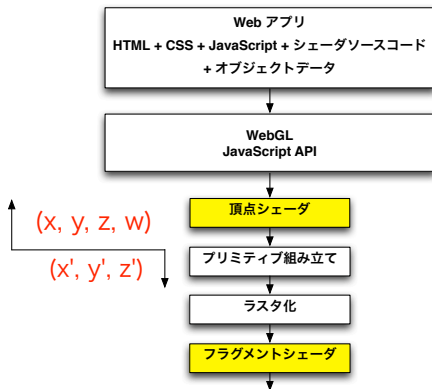 Web アプリ
HTML + CSS + JavaScript + シェーダソースコード
+ オブジェクトデータ
WebGL
JavaScript API
頂点シェーダ
(x, y, z, w)
プリミティブ組み立て
(x', y', z')
ラスタ化
フラグメントシェーダ